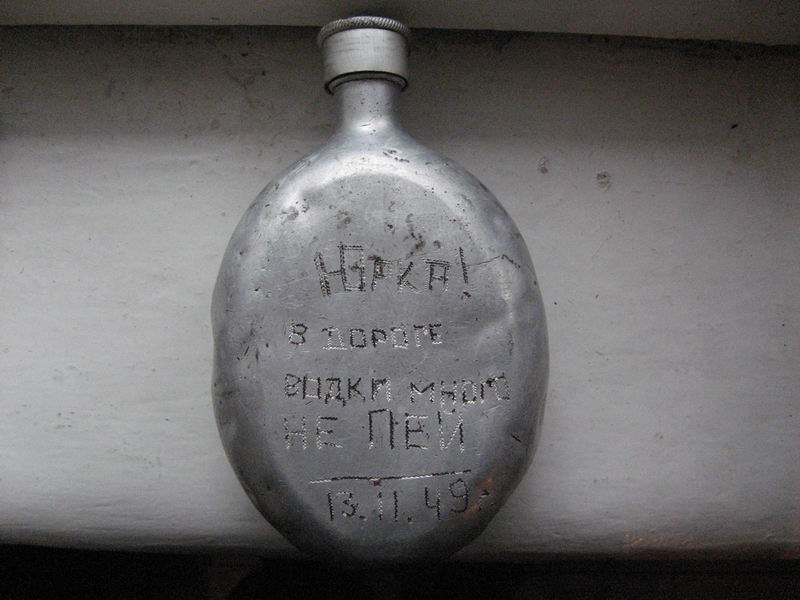 Юрка!
в дороге
водки много
не пей
13.11.49 г.